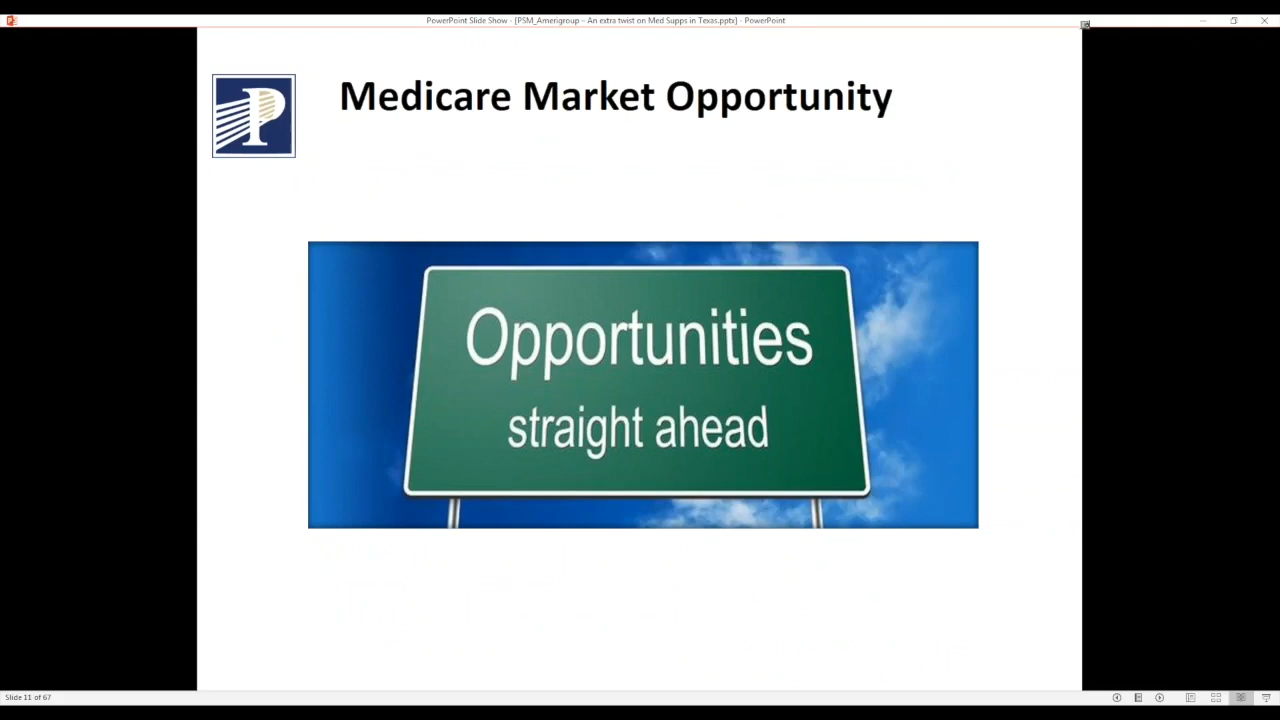 PowerPoint Slide Show - [PSM_Amerigroup – An extra twist on Med Supps in Texas.pptx] - PowerPoint
P
Medicare Market Opportunity
Opportunities
straight ahead
Slide 11 of 67